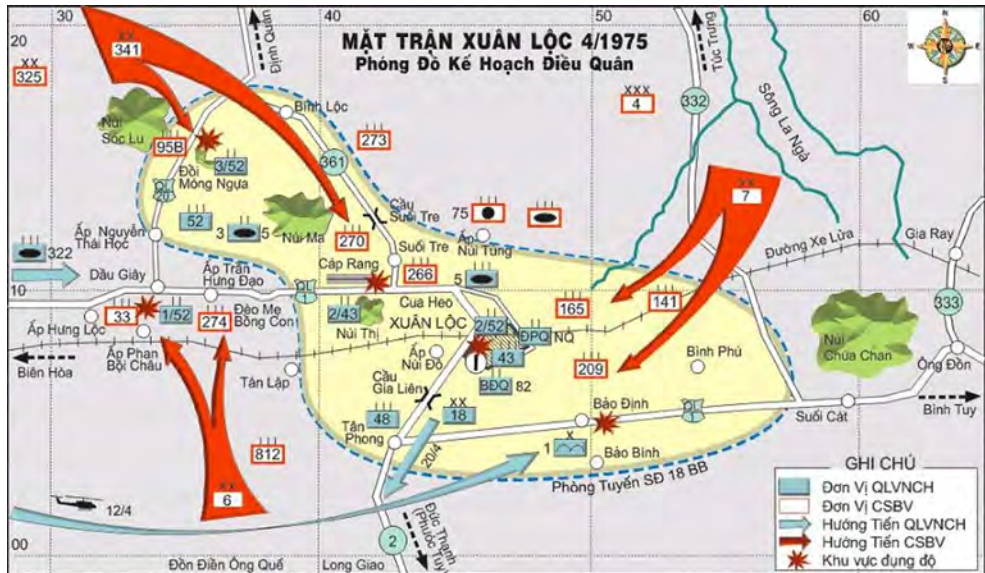 MẶT TRẬN XUÂN LỘC 4/1975
Phóng Đồ Kế Hoạch Điều Quân
20
30
40
50
60
N
W
E
S
XX
325
XX
341
Định Quán
Túc Trưng
XXX
4
332
Sông La Ngà
Núi
Sóc Lu
Bình Lộc
95B
3/52
273
361
Đồi
Móng Ngựa
QL
20
XX
7
Cầu
Suối Tre
75
52
3
5
Núi Ma
270
Ấp
Núi Tung
Ấp Nguyễn
Thái Học
322
Suối Tre
Đường Xe Lửa
Gia Ray
Dầu Giây
Ấp Trần
Hưng Đạo
Cáp Rang
266
5
10
QL
1
Cua Heo
165
141
333
33
1/52
274
Đèo Mẹ
Bồng Con
2/43
Núi Thị
XUÂN LỘC
2/52
ĐPQ
NQ
Núi
Chứa Chan
Ấp Hưng Lộc
Ấp Phan
Bội Châu
Biên Hòa
Tân Lập
Ấp
Núi Đỏ
43
BĐQ
82
209
Bình Phú
Ông Đồn
Cầu
Gia Liên
XX
18
48
Bảo Định
QL
1
Suối Cát
Bình Tuy
Tân
Phong
20/4
X
1
Bảo Bình
Phòng Tuyến SĐ 18 BB
812
XX
6
12/4
00
Đồn Điền Ông Quế
Long Giao
2
Đức Thạnh
(Phước Tuy)
GHI CHÚ
Đơn Vị QLVNCH
Đơn Vị CSBV
Hướng Tiến QLVNCH
Hướng Tiến CSBV
Khu vực đụng độ